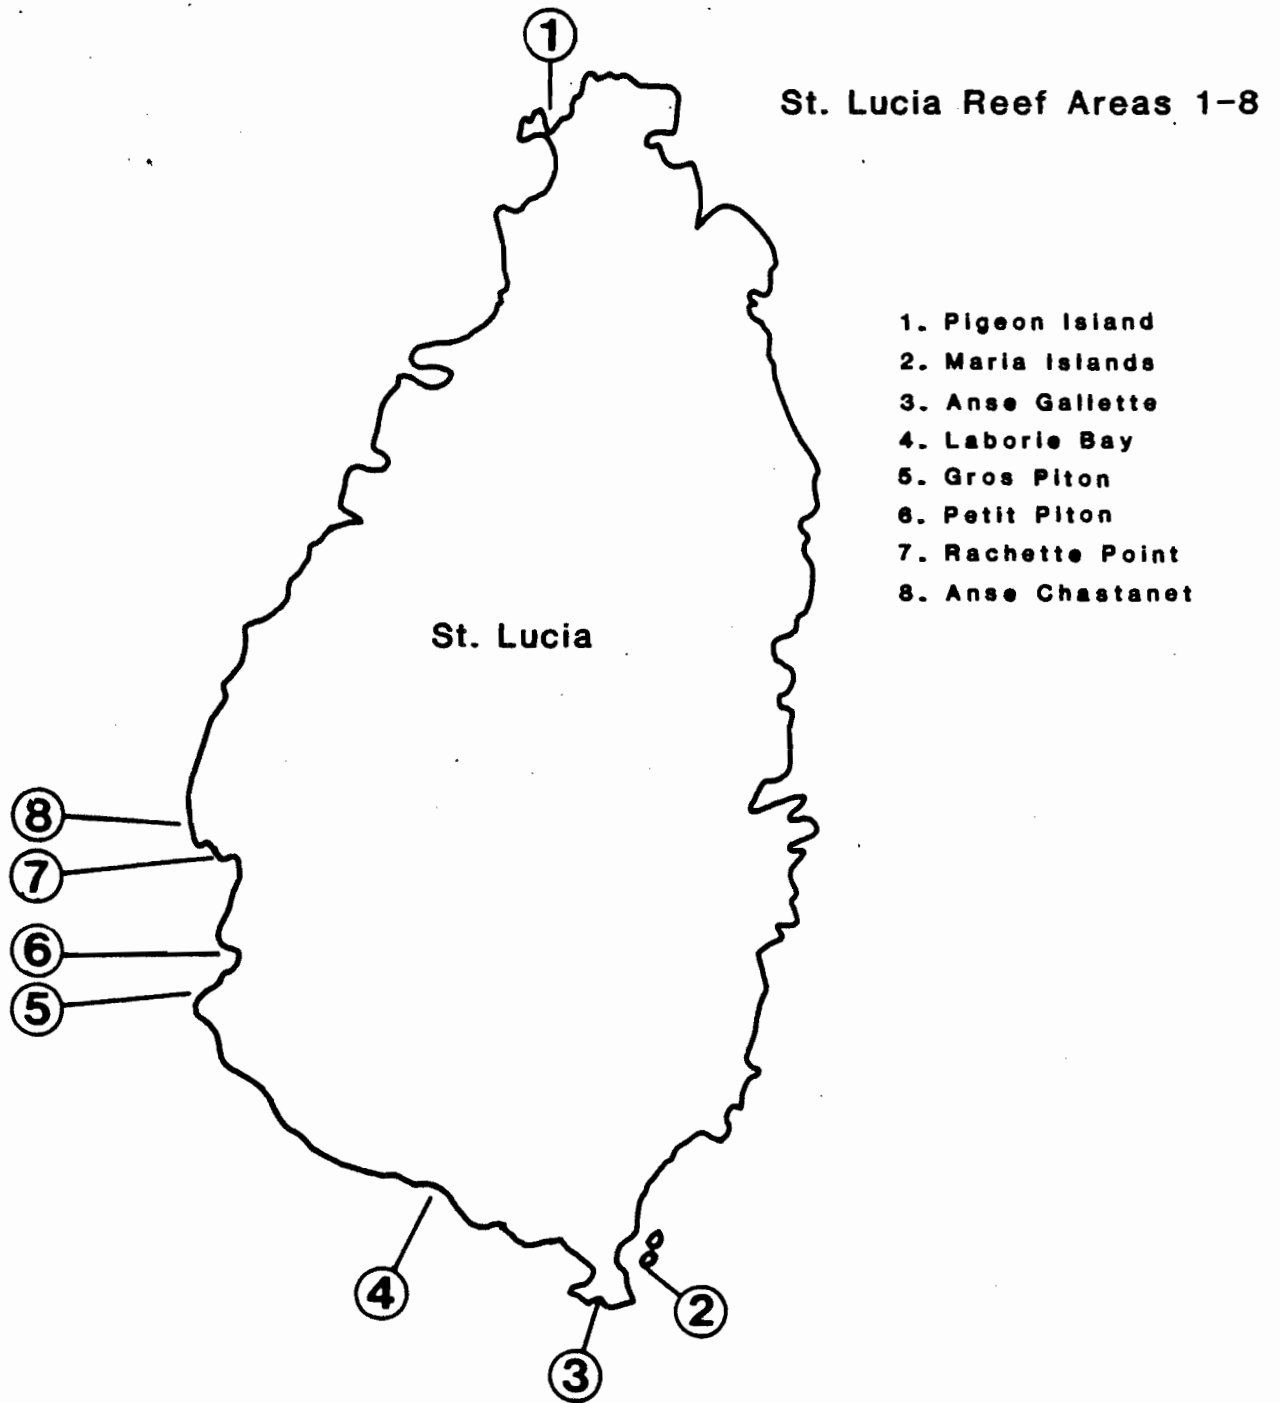 1
St. Lucia Reef Areas 1-8
1. Pigeon Island
2. Maria Islands
3. Anse Galiette
4. Laborie Bay
5. Gros Piton
6. Petit Piton
7. Rachette Point
8. Anse Chastanet
St. Lucia
8
7
6
5
4
2
3